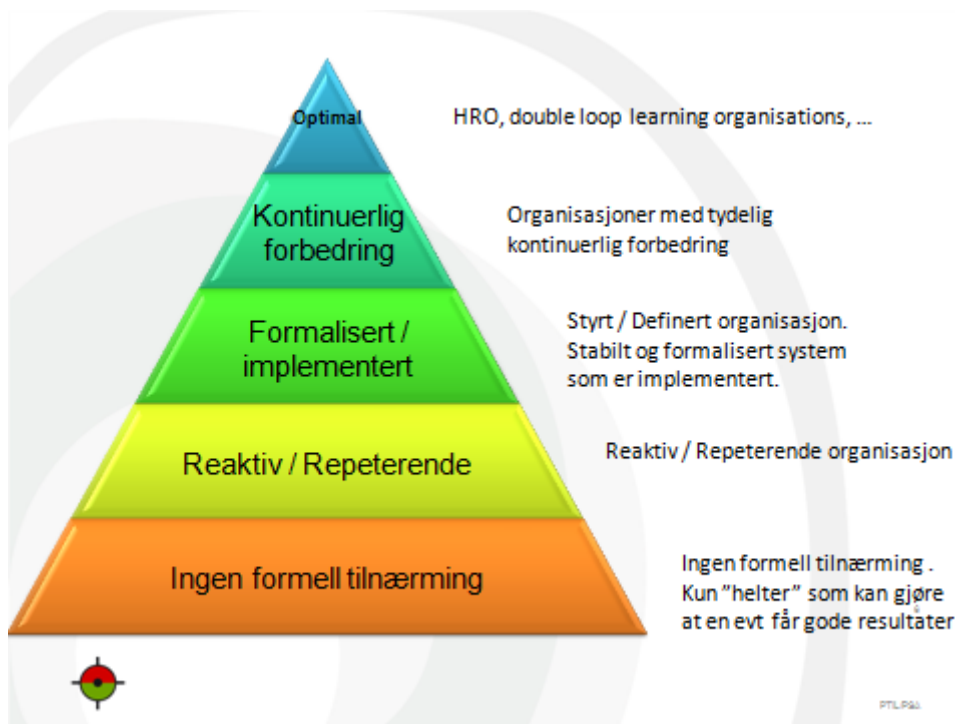 Optimal
HRO, double loop learning organisations, ...
Kontinuerlig
forbedring
Organisasjoner med tydelig
kontinuerlig forbedring
Formalisert /
implementert
Styrt / Definert organisasjon.
Stabilt og formalisert system
som er implementert.
Reaktiv / Repeterende
Reaktiv / Repeterende organisasjon
Ingen formell tilnærming
Ingen formell tilnærming .
Kun "helter" som kan gjøre
at en evt får gode resultater